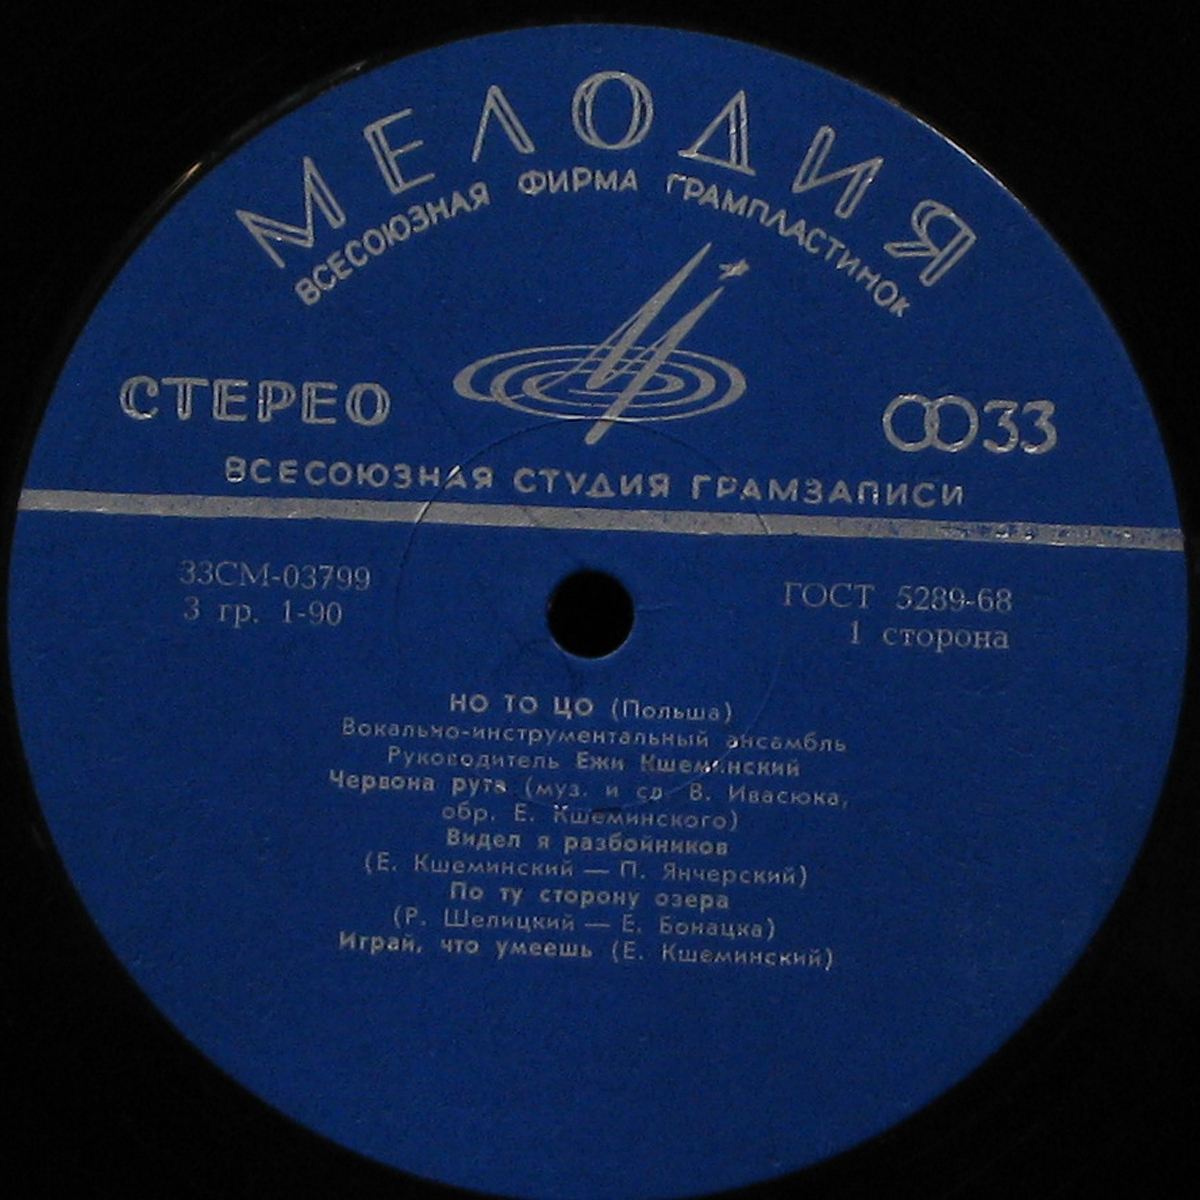 МЕЛОДИЯ
ВСЕСОЮЗНАЯ ФИРМА ГРАМПЛАСТИНОК
СТЕРЕО
33
ВСЕСОЮЗНАЯ СТУДИЯ ГРАМЗАПИСИ
33СМ-03799
3 гр. 1-90
ГОСТ 5289-68
1 сторона
НО ТО ЦО (Польша)
Вокально-инструментальный ансамбль
Руководитель Ежи Кшеминский
Червона рута (муз. и сл. В. Ивасюка,
обр. Е. Кшеминского)
Видел я разбойников
(Е. Кшеминский — П. Янчерский)
По ту сторону озера
(Р. Шелицкий — Е. Бонацка)
Играй, что умеешь (Е. Кшеминский)